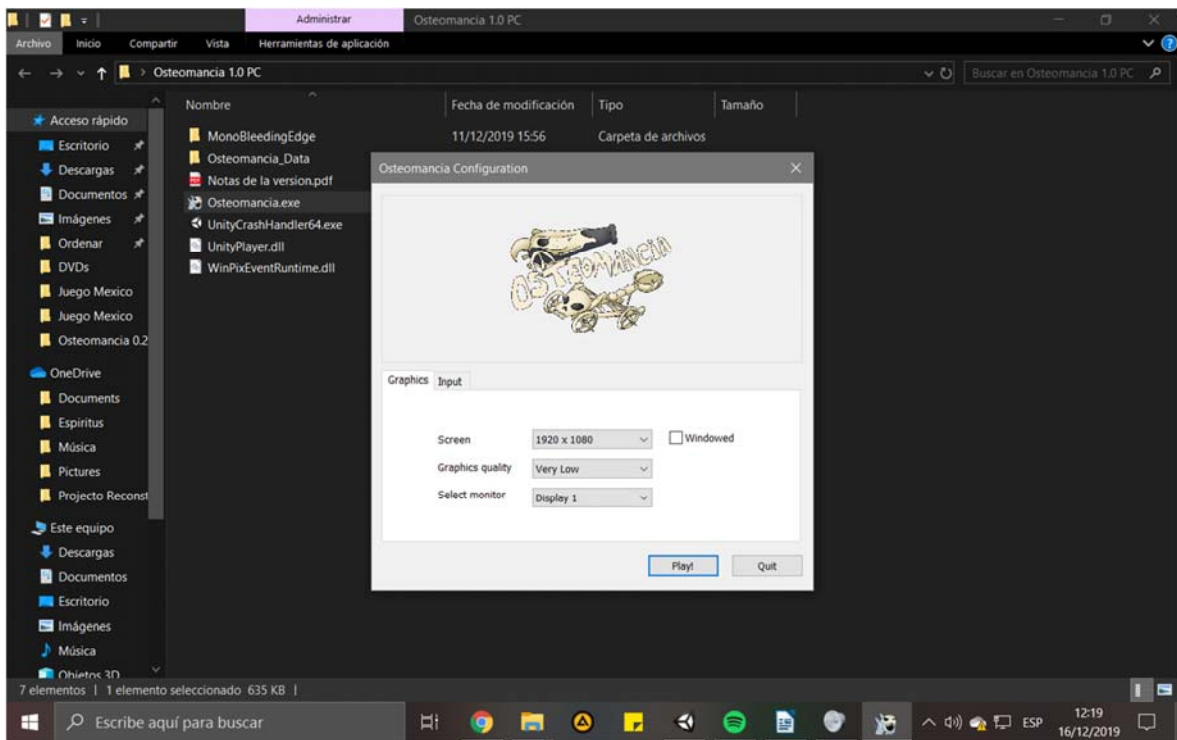 Administrar
Osteomancia 1.0 PC
Archivo Inicio Compartir Vista Herramientas de aplicación
Osteomancia 1.0 PC
Buscar en Osteomancia 1.0 PC
Nombre Fecha de modificación Tipo Tamaño
Acceso rápido
Escritorio
Descargas
Documentos
Imágenes
Ordenar
DVDs
Juego Mexico
Juego Mexico
Osteomancia 0.2
OneDrive
Documents
Espiritus
Música
Pictures
Projecto Reconst
Este equipo
Descargas
Documentos
Escritorio
Imágenes
Música
Objetos 3D
MonoBleedingEdge 11/12/2019 15:56 Carpeta de archivos
Osteomancia_Data
Notas de la version.pdf
Osteomancia.exe
UnityCrashHandler64.exe
UnityPlayer.dll
WinPixEventRuntime.dll
Osteomancia Configuration
OSTEOMANCIA
Graphics Input
Screen 1920 x 1080 Windowed
Graphics quality Very Low
Select monitor Display 1
Play! Quit
7 elementos | 1 elemento seleccionado 635 KB |
Escribe aquí para buscar
ESP
12:19
16/12/2019